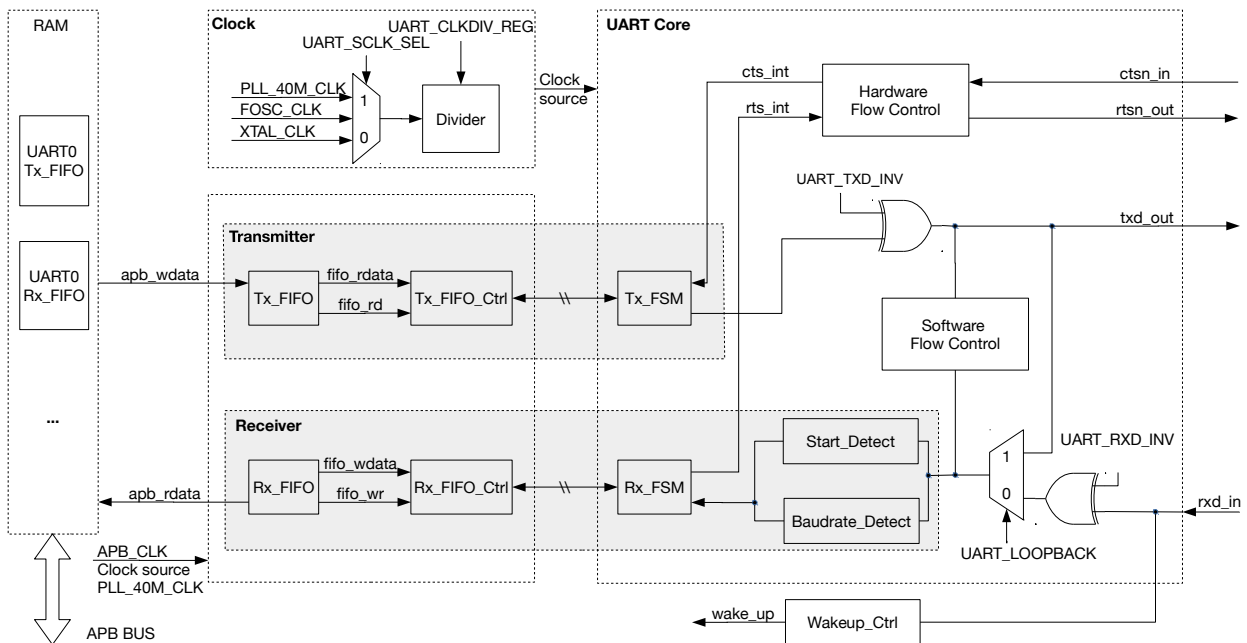 RAM
UART0
Tx_FIFO
UART0
Rx_FIFO
...
APB BUS
Clock
UART_CLKDIV_REG
UART_SCLK_SEL
PLL_40M_CLK
FOSC_CLK
XTAL_CLK
1
0
Divider
Clock
source
UART Core
cts_int
rts_int
Hardware
Flow Control
ctsn_in
rtsn_out
UART_TXD_INV
txd_out
Transmitter
apb_wdata
Tx_FIFO
fifo_rdata
fifo_rd
Tx_FIFO_Ctrl
Tx_FSM
Software
Flow Control
Receiver
apb_rdata
Rx_FIFO
fifo_wdata
fifo_wr
Rx_FIFO_Ctrl
Rx_FSM
Start_Detect
Baudrate_Detect
1
0
UART_RXD_INV
rxd_in
UART_LOOPBACK
APB_CLK
Clock source
PLL_40M_CLK
wake_up
Wakeup_Ctrl